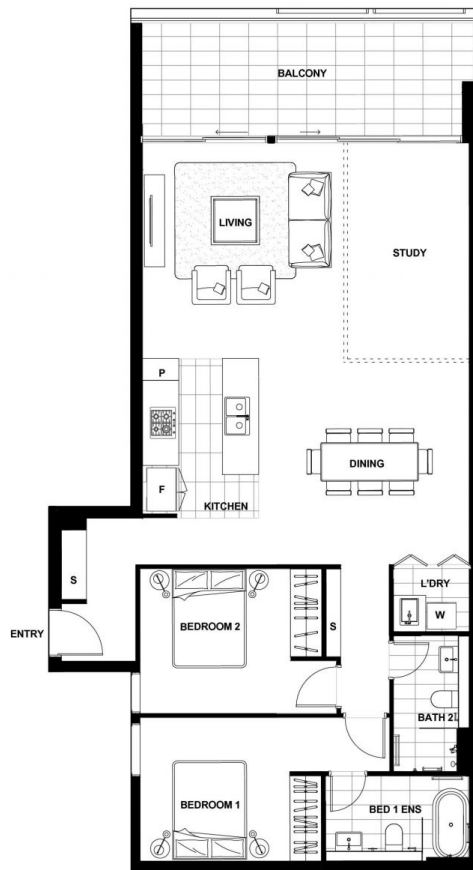 BALCONY
LIVING
STUDY
P
F
KITCHEN
DINING
S
L'DRY
W
ENTRY
BEDROOM 2
S
BATH 2
BEDROOM 1
BED 1 ENS